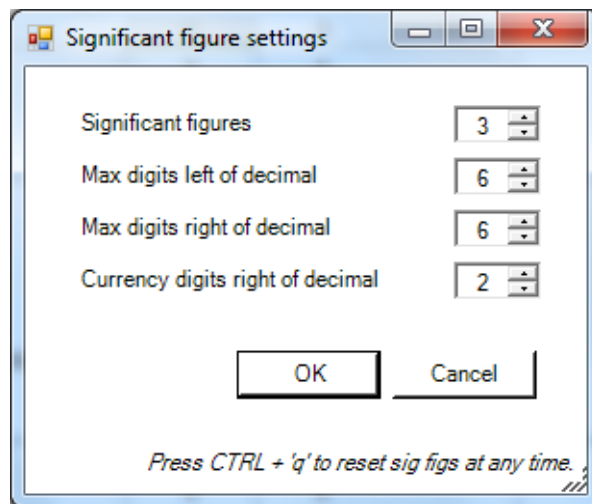 Significant figure settings
Significant figures 3
Max digits left of decimal 6
Max digits right of decimal 6
Currency digits right of decimal 2
OK Cancel
Press CTRL + 'q' to reset sig figs at any time.